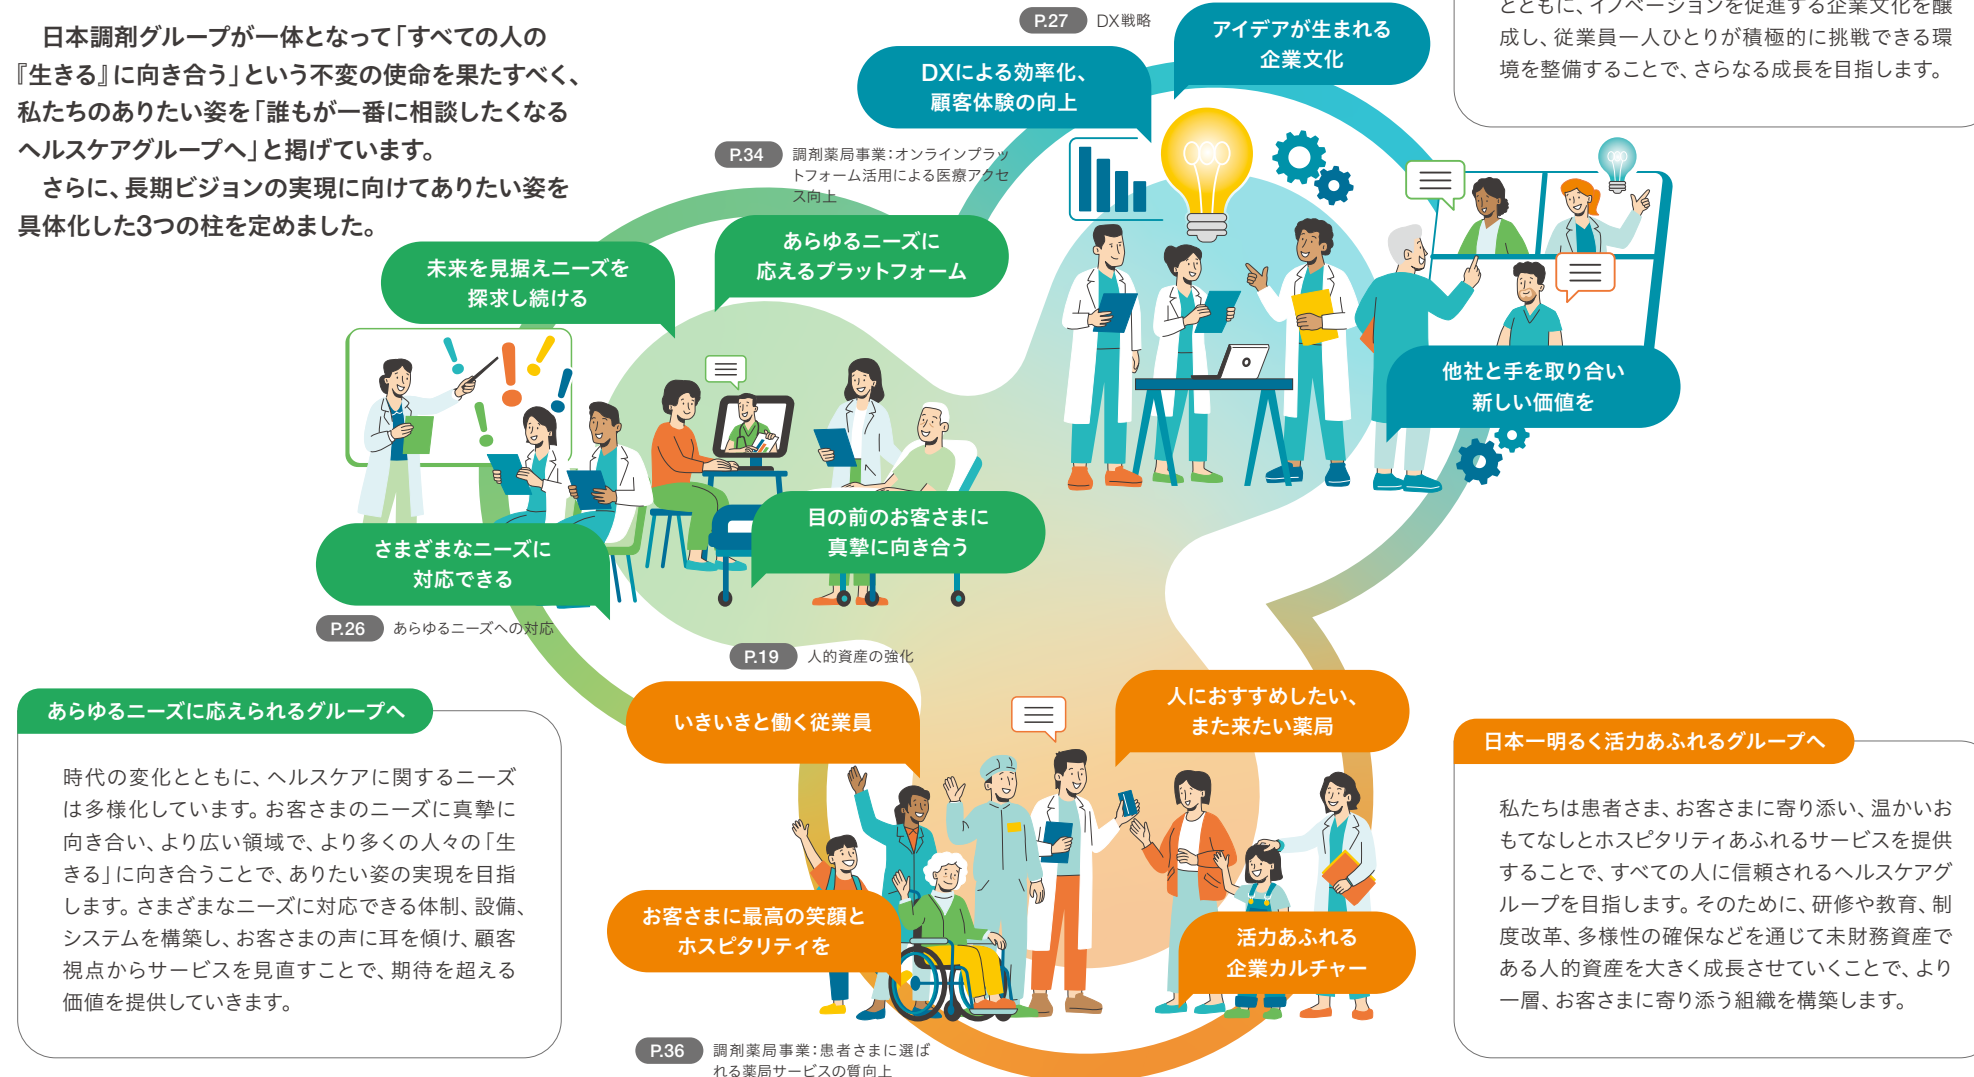 日本調剤グループが一体となって「すべての人の
『生きる』に向き合う」という不変の使命を果たすべく、
私たちのありたい姿を「誰もが一番に相談したくなる
ヘルスケアグループへ」と掲げています。
さらに、長期ビジョンの実現に向けてありたい姿を
具体化した3つの柱を定めました。
P.27 DX戦略
DXによる効率化、
顧客体験の向上
アイデアが生まれる
企業文化
とともに、イノベーションを促進する企業文化を醸
成し、従業員一人ひとりが積極的に挑戦できる環
境を整備することで、さらなる成長を目指します。
P.34 調剤薬局事業：オンラインプラッ
トフォーム活用による医療アクセ
ス向上
あらゆるニーズに
応えるプラットフォーム
未来を見据えニーズを
探求し続ける
他社と手を取り合い
新しい価値を
目の前のお客さまに
真摯に向き合う
さまざまなニーズに
対応できる
P.26 あらゆるニーズへの対応
P.19 人的資産の強化
いきいきと働く従業員
人におすすめしたい、
また来たい薬局
お客さまに最高の笑顔と
ホスピタリティを
活力あふれる
企業カルチャー
P.36 調剤薬局事業：患者さまに選ば
れる薬局サービスの質向上
あらゆるニーズに応えられるグループへ
時代の変化とともに、ヘルスケアに関するニーズ
は多様化しています。お客さまのニーズに真摯に
向き合い、より広い領域で、より多くの人々の「生
きる」に向き合うことで、ありたい姿の実現を目指
します。さまざまなニーズに対応できる体制、設備、
システムを構築し、お客さまの声に耳を傾け、顧客
視点からサービスを見直すことで、期待を超える
価値を提供していきます。
日本一明るく活力あふれるグループへ
私たちは患者さま、お客さまに寄り添い、温かいお
もてなしとホスピタリティあふれるサービスを提供
することで、すべての人に信頼されるヘルスケアグ
ループを目指します。そのために、研修や教育、制
度改革、多様性の確保などを通じて未財務資産で
ある人的資産を大きく成長させていくことで、より
一層、お客さまに寄り添う組織を構築します。